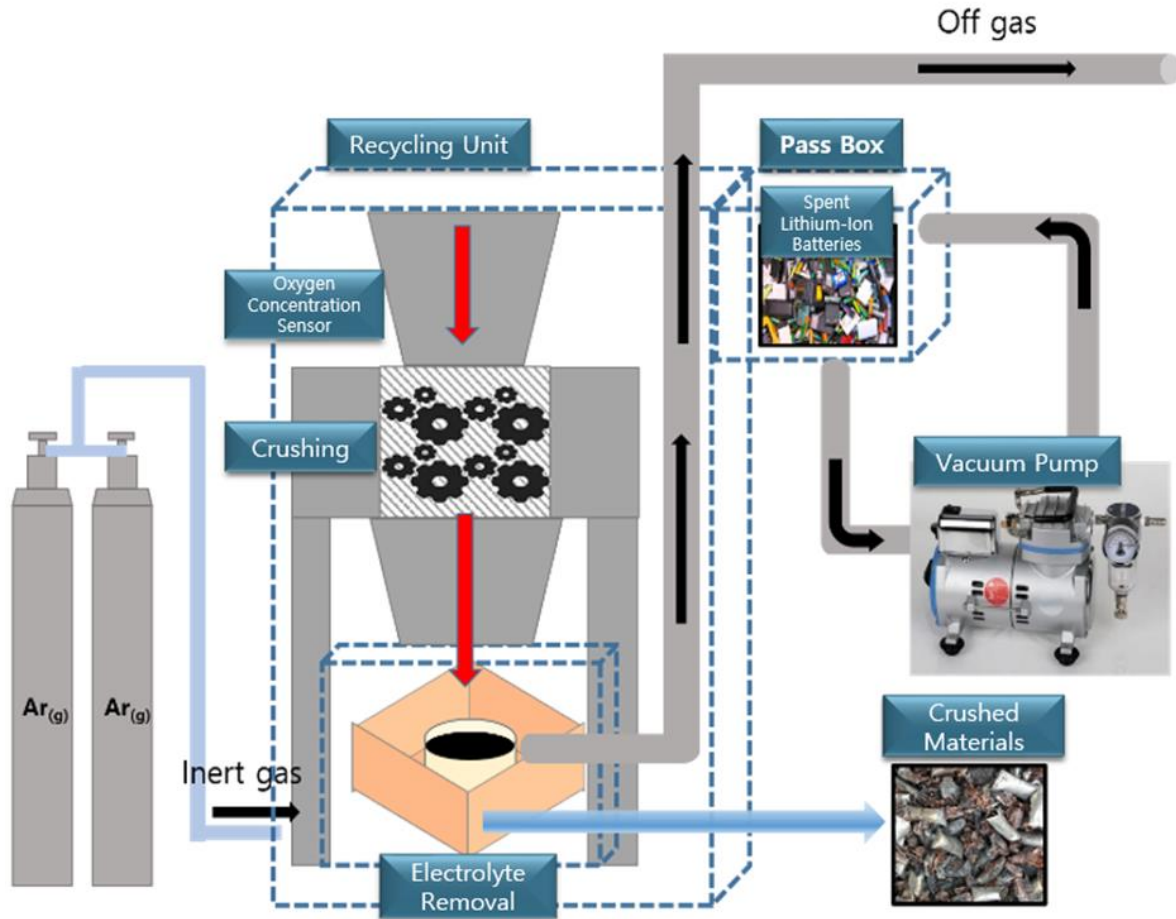 Off gas
Recycling Unit
Pass Box
Spent
Lithium-Ion
Batteries
Oxygen
Concentration
Sensor
Crushing
Vacuum Pump
Ar(g)
Ar(g)
Inert gas
Crushed
Materials
Electrolyte
Removal